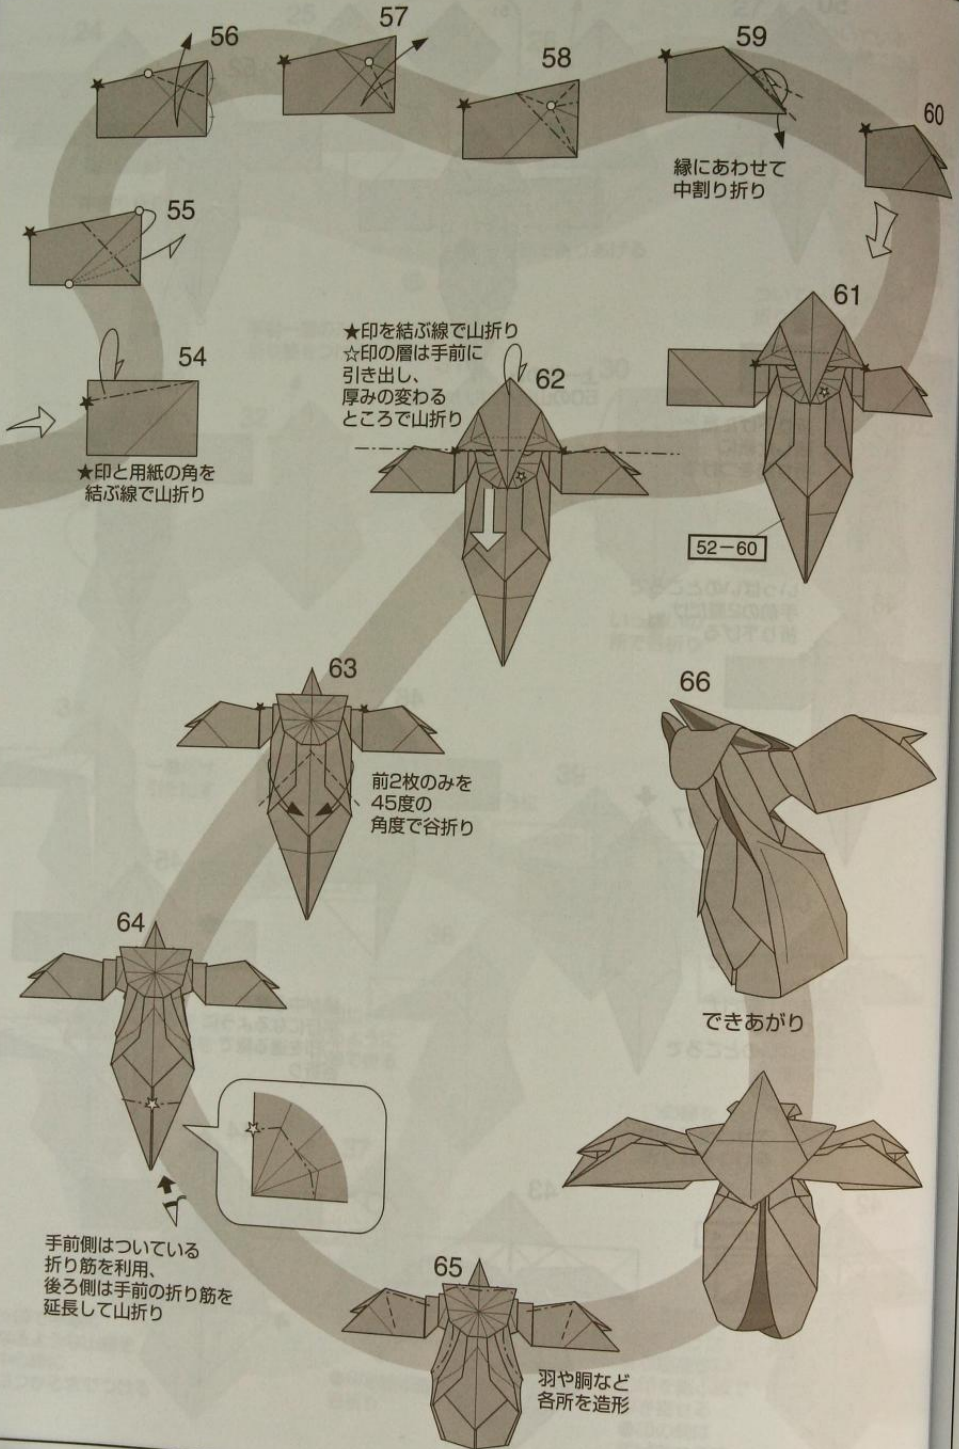 56
57
58
59
60
縁にあわせて
中割り折り
55
54
★印と用紙の角を
結ぶ線で山折り
★印を結ぶ線で山折り
☆印の層は手前に
引き出し、
厚みの変わる
ところで山折り
62
61
52−60
63
前2枚のみを
45度の
角度で谷折り
66
できあがり
64
手前側はついている
折り筋を利用、
後ろ側は手前の折り筋を
延長して山折り
65
羽や胴など
各所を造形